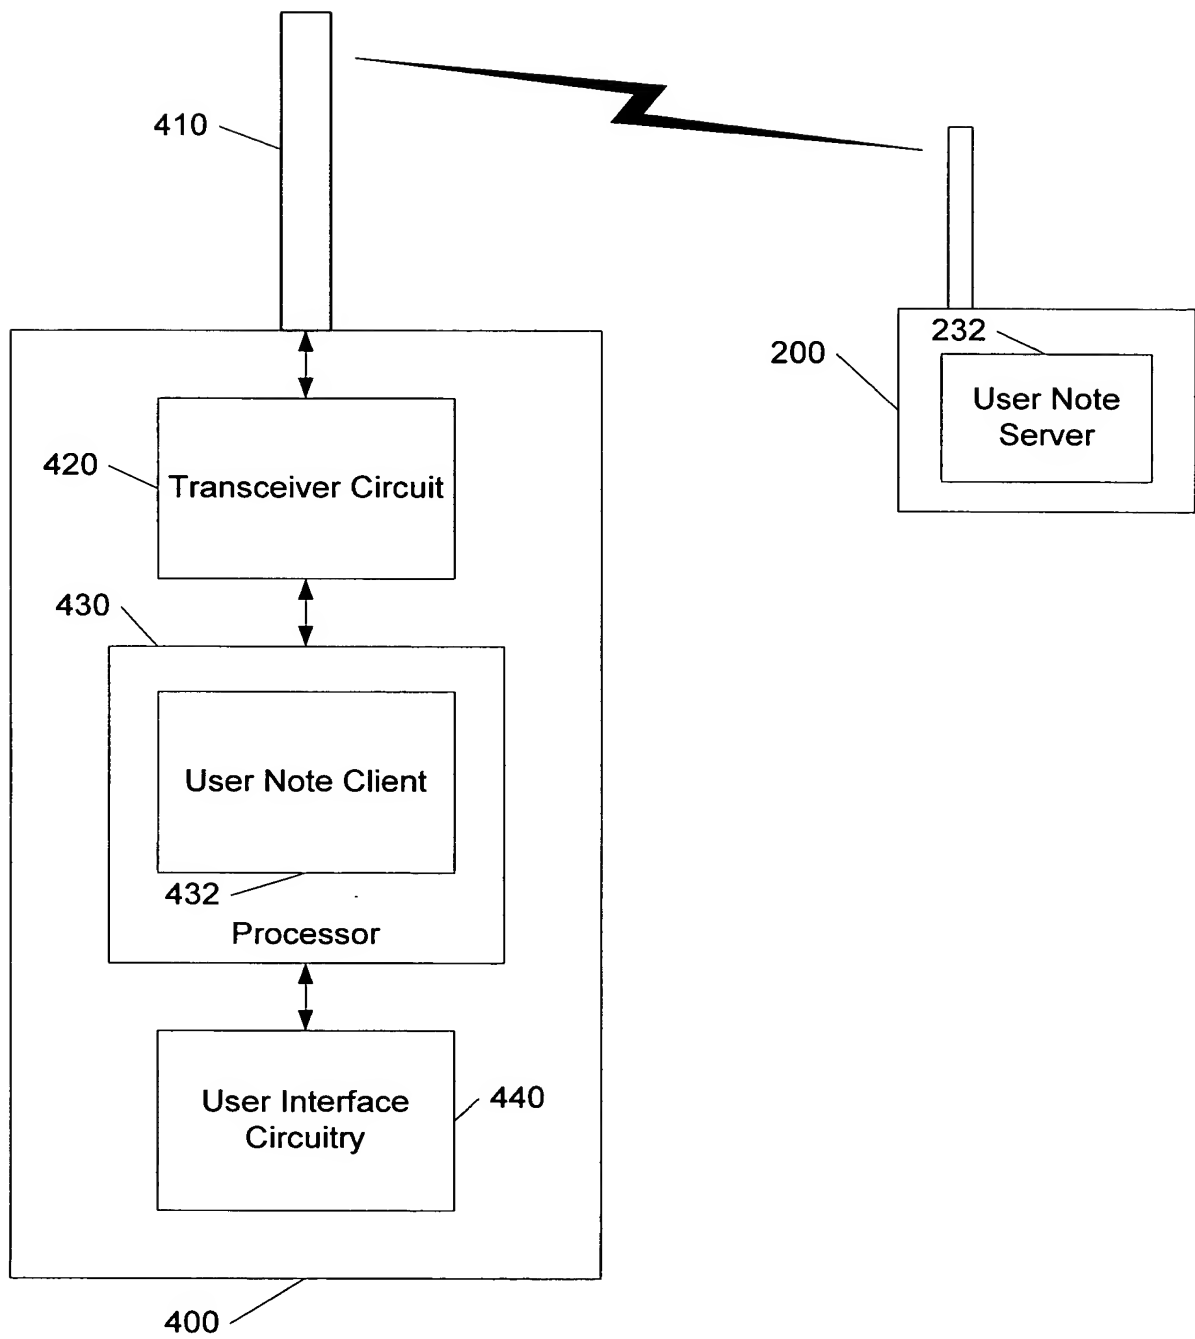 410
232
200
User Note
Server
420
Transceiver Circuit
430
User Note Client
432
Processor
User Interface
Circuitry
440
400